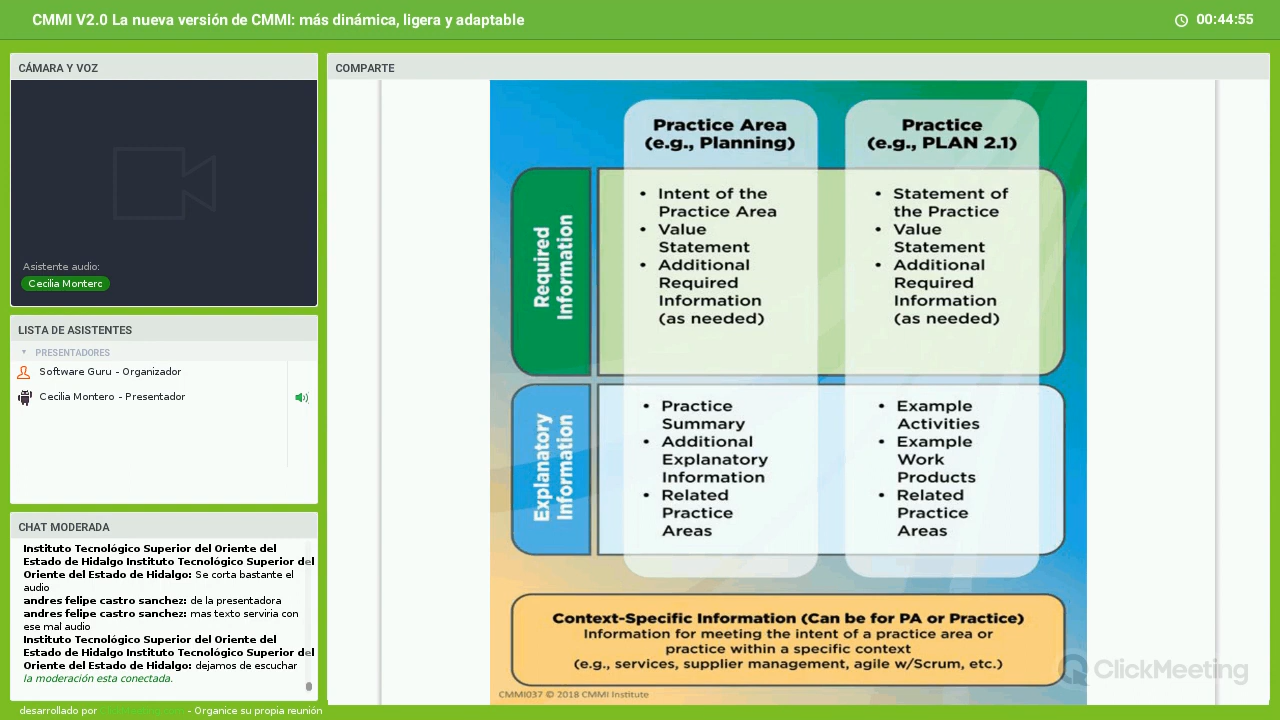 CMMI V2.0 La nueva versión de CMMI: más dinámica, ligera y adaptable
00:44:55
CÁMARA Y VOZ
Asistente audio:
Cecilia Montero
LISTA DE ASISTENTES
PRESENTADORES
Software Guru - Organizador
Cecilia Montero - Presentador
CHAT MODERADA
Instituto Tecnológico Superior del Oriente del
Estado de Hidalgo Instituto Tecnológico Superior del
Oriente del Estado de Hidalgo: Se corta bastante el
audio
andres felipe castro sanchez: de la presentadora
andres felipe castro sanchez: mas texto serviria con
ese mal audio
Instituto Tecnológico Superior del Oriente del
Estado de Hidalgo Instituto Tecnológico Superior del
Oriente del Estado de Hidalgo: dejamos de escuchar
la moderación esta conectada.
desarrollado por - Organice su propia reunión
COMPARTE
Practice Area
(e.g., Planning)
Practice
(e.g., PLAN 2.1)
Required
Information
• Intent of the
Practice Area
• Value
Statement
• Additional
Required
Information
(as needed)
• Statement of
the Practice
• Value
Statement
• Additional
Required
Information
(as needed)
Explanatory
Information
• Practice
Summary
• Additional
Explanatory
Information
• Related
Practice
Areas
• Example
Activities
• Example
Work
Products
• Related
Practice
Areas
Context-Specific Information (Can be for PA or Practice)
Information for meeting the intent of a practice area or
practice within a specific context
(e.g., services, supplier management, agile w/Scrum, etc.)
CMMI037 © 2018 CMMI Institute
ClickMeeting